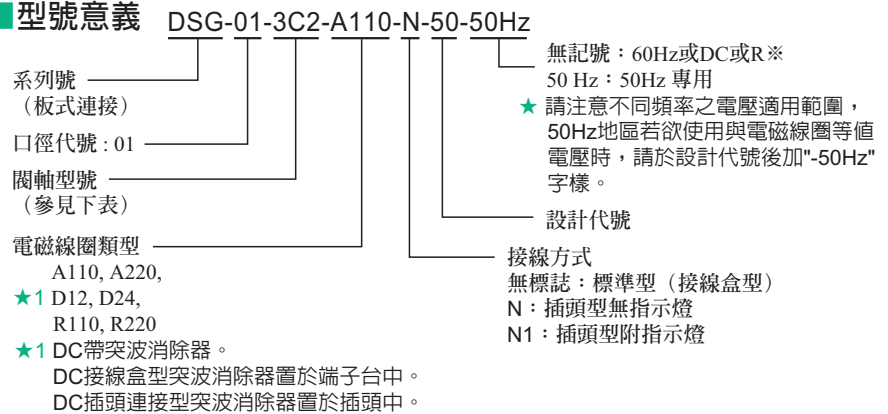 型號意義 DSG-01-3C2-A110-N-50-50Hz
系列號
（板式連接）
口徑代號 : 01
閥軸型號
（參見下表）
電磁線圈類型
A110, A220,
★1 D12, D24,
R110, R220
★1 DC帶突波消除器。
DC接線盒型突波消除器置於端子台中。
DC插頭連接型突波消除器置於插頭中。
無記號：60Hz或DC或R※
50 Hz：50Hz 專用
★ 請注意不同頻率之電壓適用範圍，
50Hz地區若欲使用與電磁線圈等值
電壓時，請於設計代號後加"-50Hz"
字樣。
設計代號
接線方式
無標誌：標準型（接線盒型）
N：插頭型無指示燈
N1：插頭型附指示燈